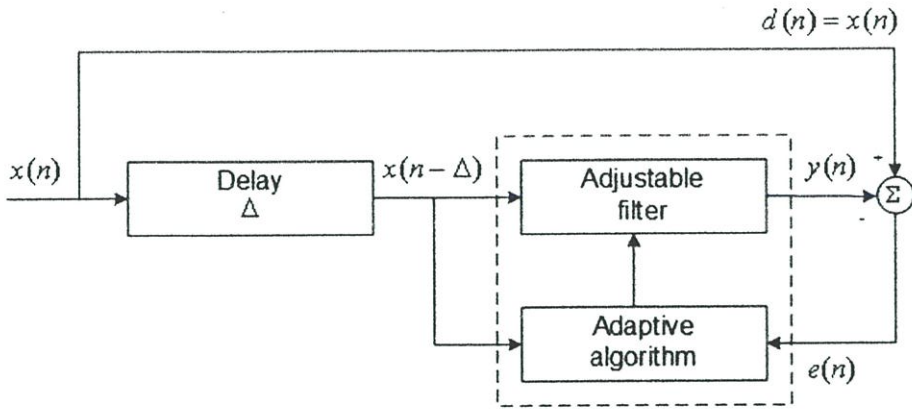 d(n) = x(n)
x(n)
Delay
Δ
x(n − Δ)
Adjustable
filter
y(n)
+
Σ
-
Adaptive
algorithm
e(n)